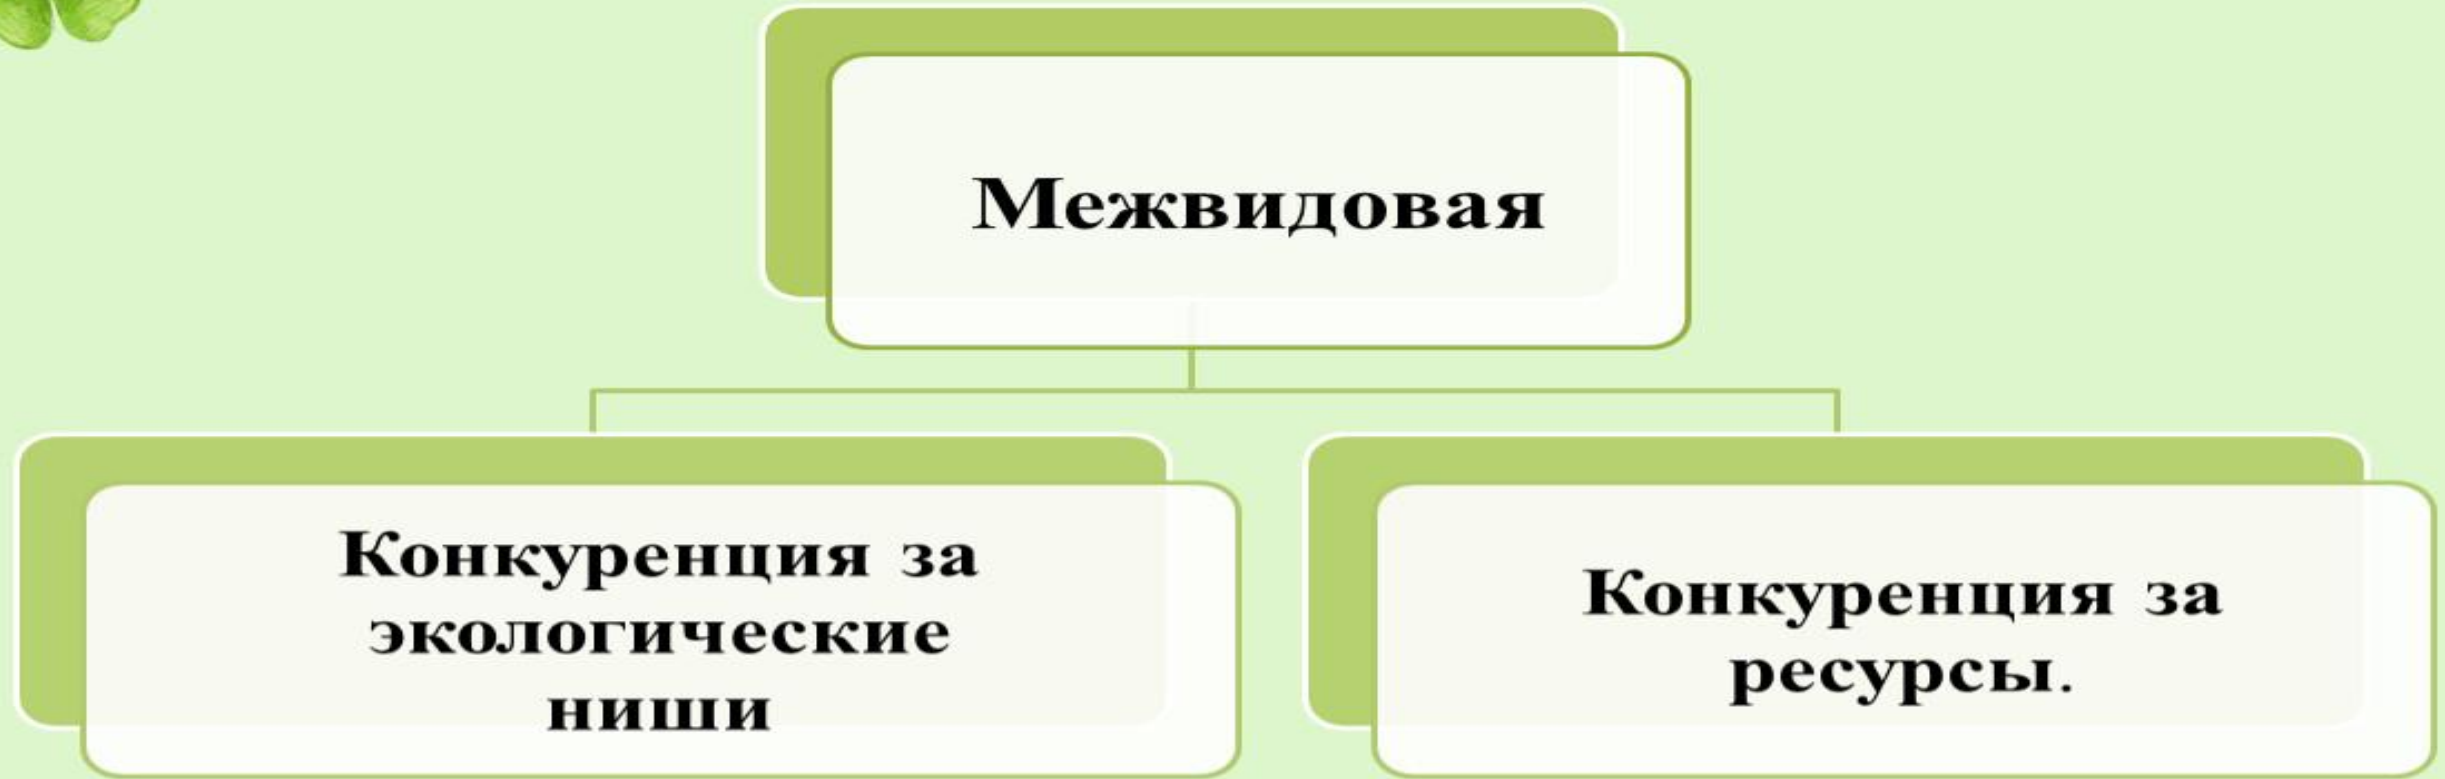 Межвидовая
Конкуренция за
экологические
ниши
Конкуренция за
ресурсы.